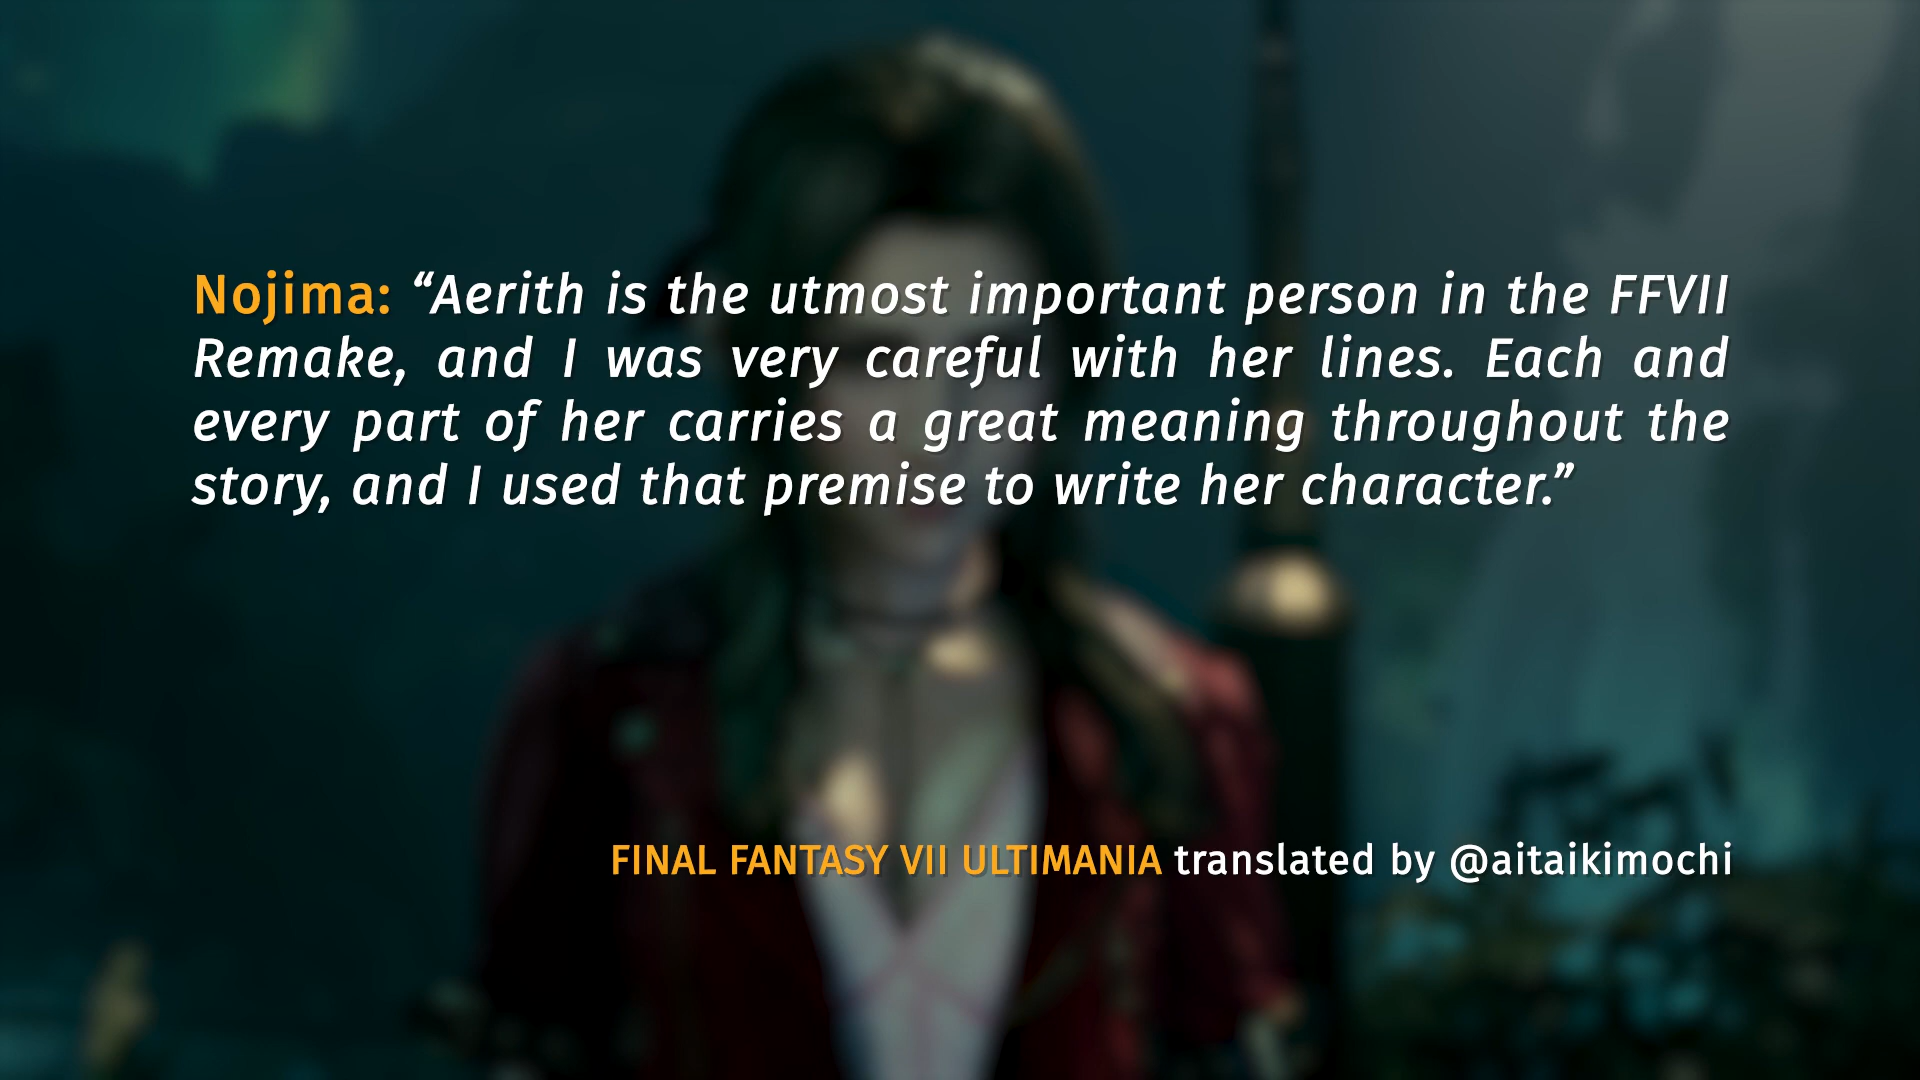 Nojima: “Aerith is the utmost important person in the FFVII
Remake, and I was very careful with her lines. Each and
every part of her carries a great meaning throughout the
story, and I used that premise to write her character.”
FINAL FANTASY VII ULTIMANIA translated by @aitaikimochi